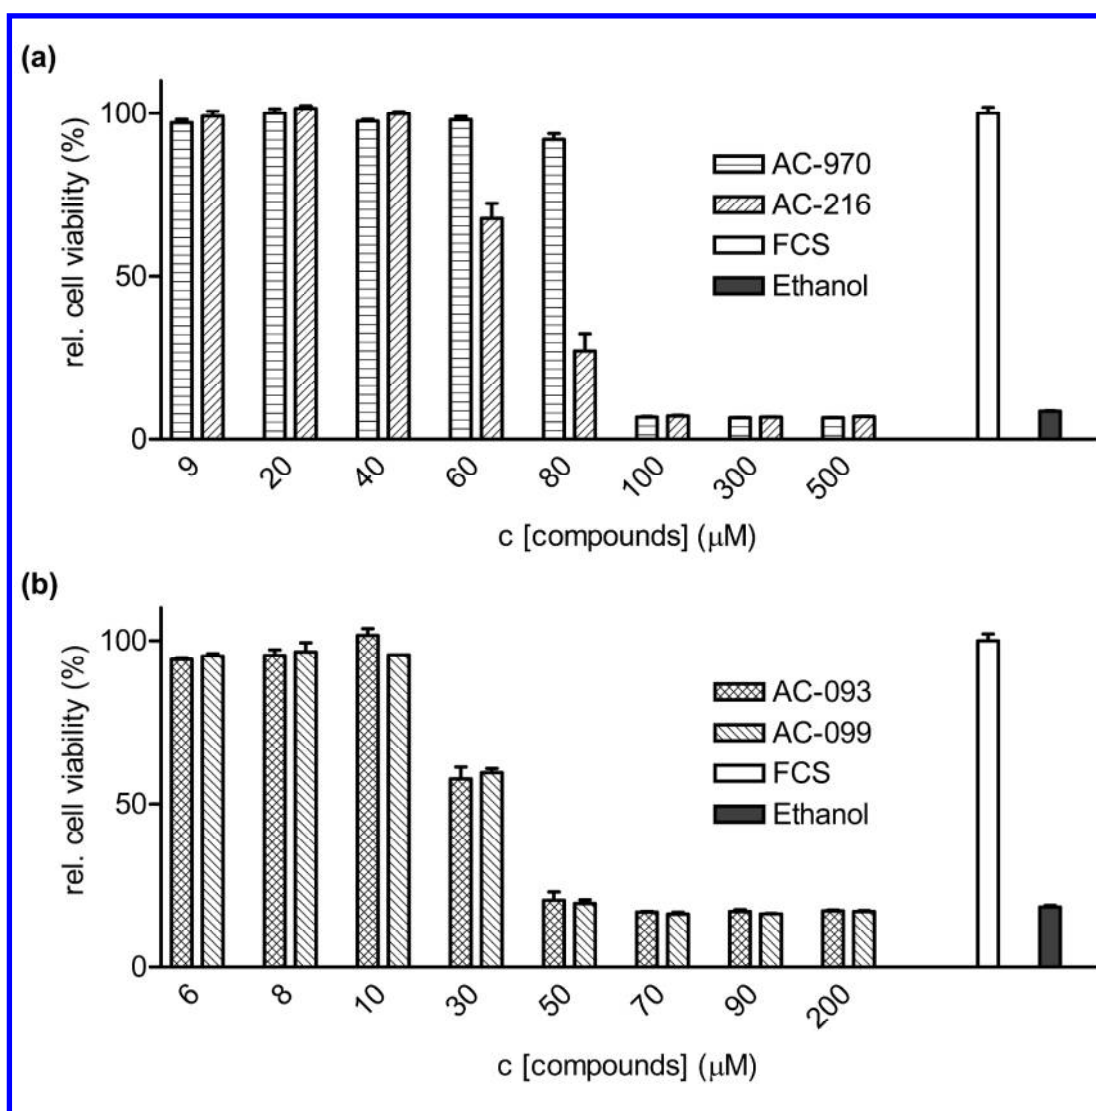 (a)
rel. cell viability (%)
100
50
0
AC-970
AC-216
FCS
Ethanol
9 20 40 60 80 100 300 500
c [compounds] (μM)
(b)
rel. cell viability (%)
100
50
0
AC-093
AC-099
FCS
Ethanol
6 8 10 30 50 70 90 200
c [compounds] (μM)